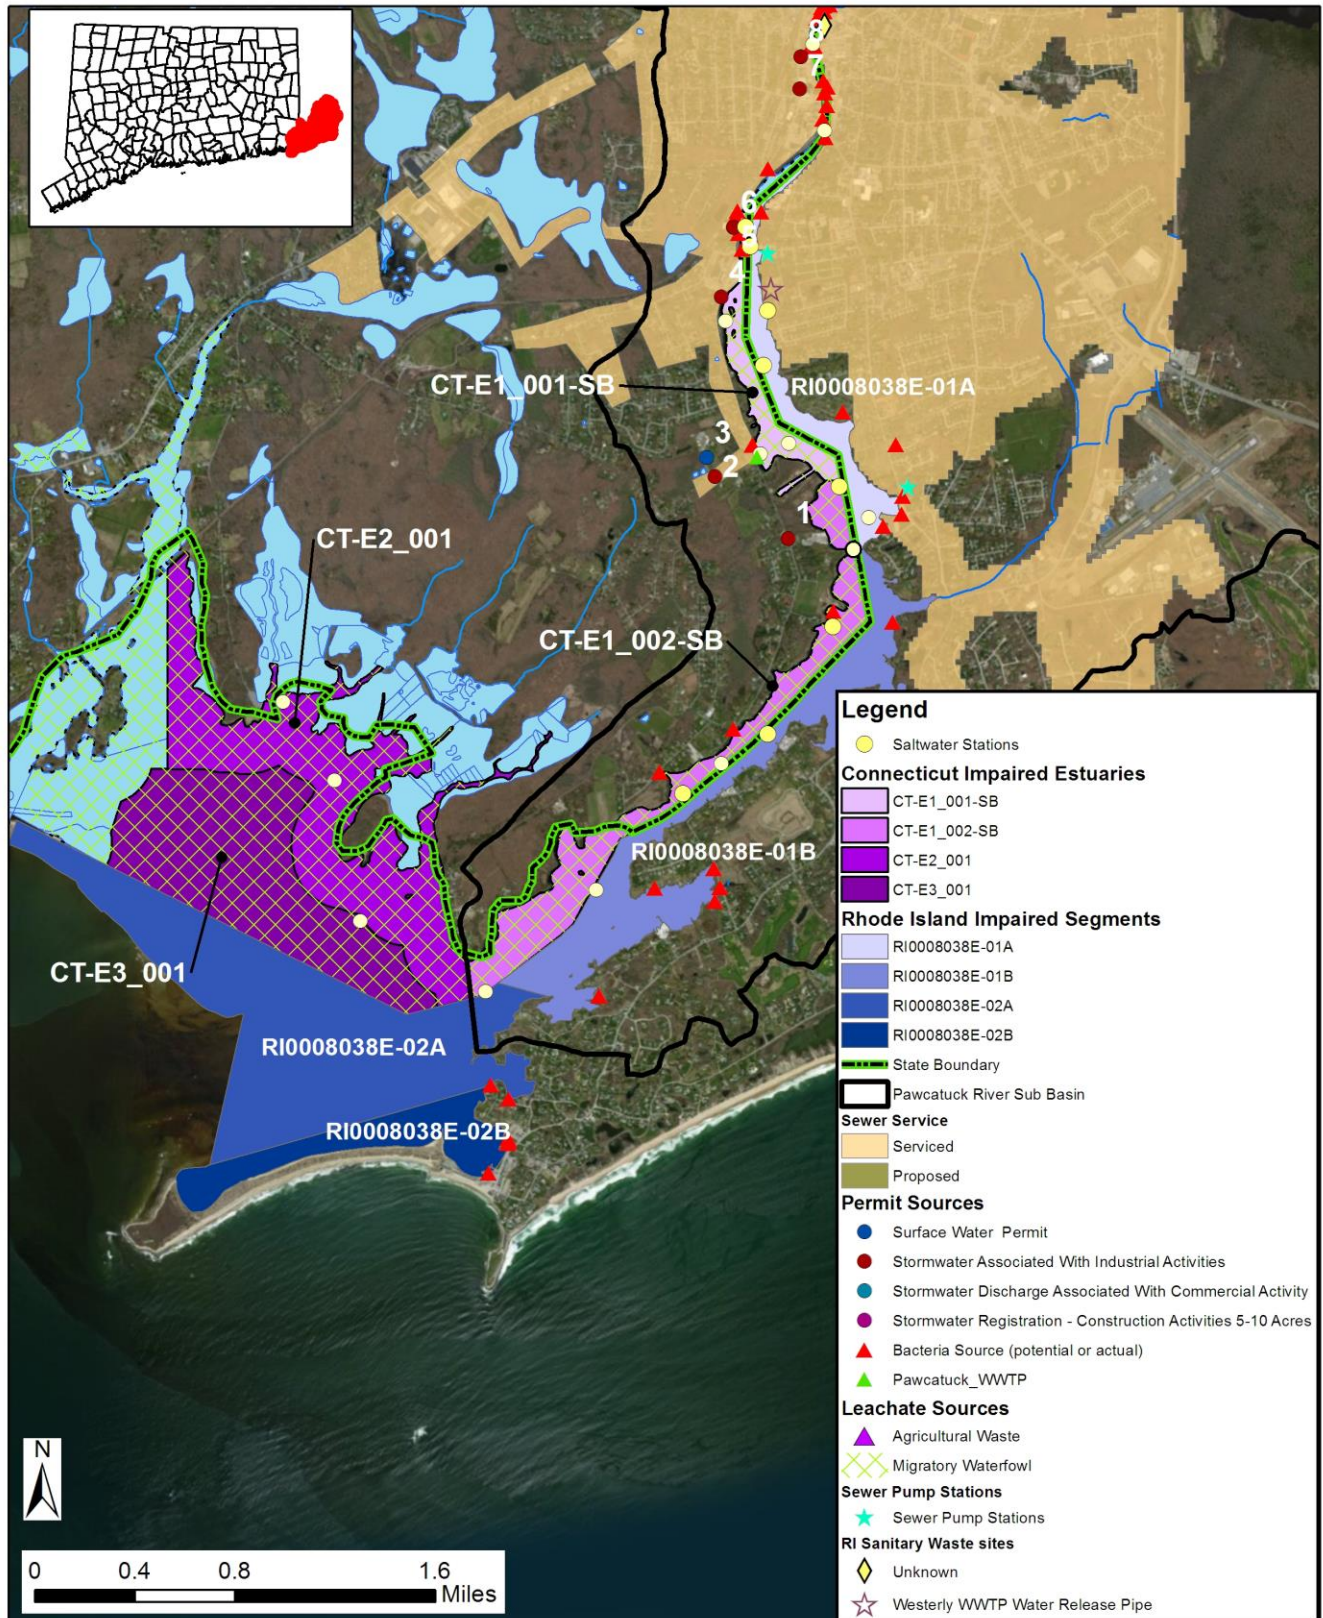 8
7
6
5
4
CT-E1_001-SB
RI0008038E-01A
3
2
1
CT-E2_001
CT-E1_002-SB
RI0008038E-01B
CT-E3_001
RI0008038E-02A
RI0008038E-02B
Legend
Saltwater Stations
Connecticut Impaired Estuaries
CT-E1_001-SB
CT-E1_002-SB
CT-E2_001
CT-E3_001
Rhode Island Impaired Segments
RI0008038E-01A
RI0008038E-01B
RI0008038E-02A
RI0008038E-02B
State Boundary
Pawcatuck River Sub Basin
Sewer Service
Serviced
Proposed
Permit Sources
Surface Water Permit
Stormwater Associated With Industrial Activities
Stormwater Discharge Associated With Commercial Activity
Stormwater Registration - Construction Activities 5-10 Acres
Bacteria Source (potential or actual)
Pawcatuck_WWTP
Leachate Sources
Agricultural Waste
Migratory Waterfowl
Sewer Pump Stations
Sewer Pump Stations
RI Sanitary Waste sites
Unknown
Westerly WWTP Water Release Pipe
N
0 0.4 0.8 1.6
Miles